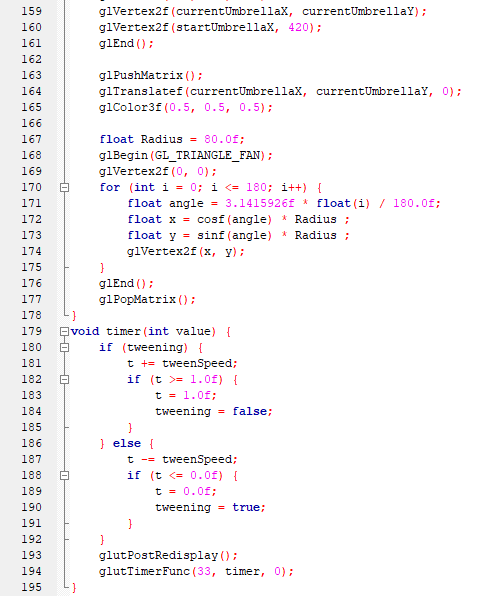 159 glVertex2f(currentUmbrellaX, currentUmbrellaY);
160 glVertex2f(startUmbrellaX, 420);
161 glEnd();
162
163 glPushMatrix();
164 glTranslatef(currentUmbrellaX, currentUmbrellaY, 0);
165 glColor3f(0.5, 0.5, 0.5);
166
167 float Radius = 80.0f;
168 glBegin(GL_TRIANGLE_FAN);
169 glVertex2f(0, 0);
170 for (int i = 0; i <= 180; i++) {
171 float angle = 3.1415926f * float(i) / 180.0f;
172 float x = cosf(angle) * Radius ;
173 float y = sinf(angle) * Radius ;
174 glVertex2f(x, y);
175 }
176 glEnd();
177 glPopMatrix();
178 }
179 void timer(int value) {
180 if (tweening) {
181 t += tweenSpeed;
182 if (t >= 1.0f) {
183 t = 1.0f;
184 tweening = false;
185 }
186 } else {
187 t -= tweenSpeed;
188 if (t <= 0.0f) {
189 t = 0.0f;
190 tweening = true;
191 }
192 }
193 glutPostRedisplay();
194 glutTimerFunc(33, timer, 0);
195 }